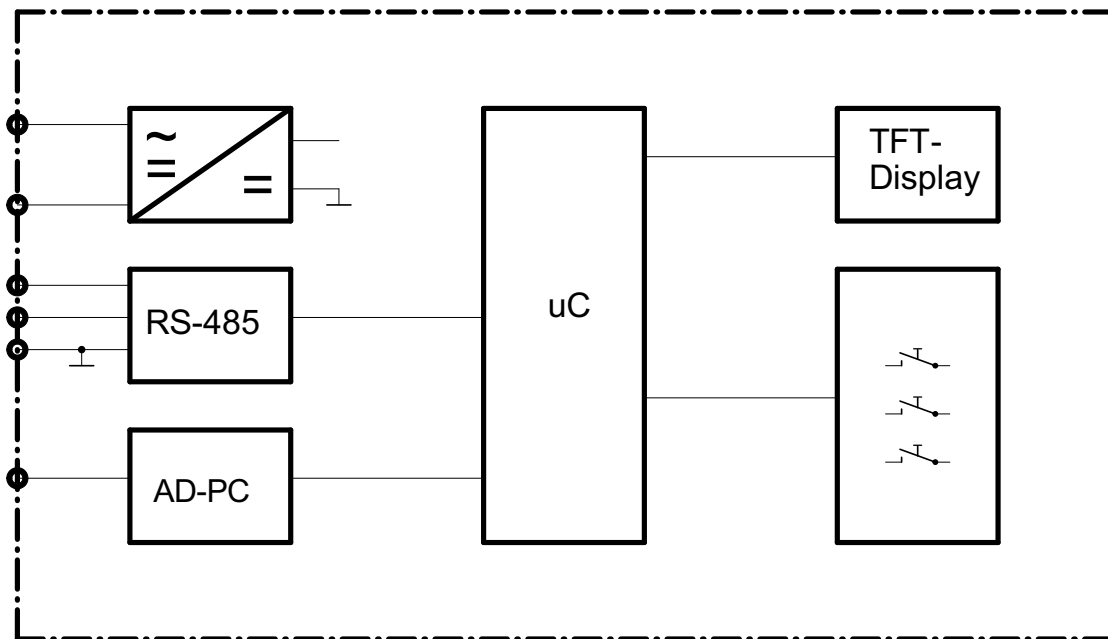 ~
=
=
RS-485
AD-PC
uC
TFT-
Display